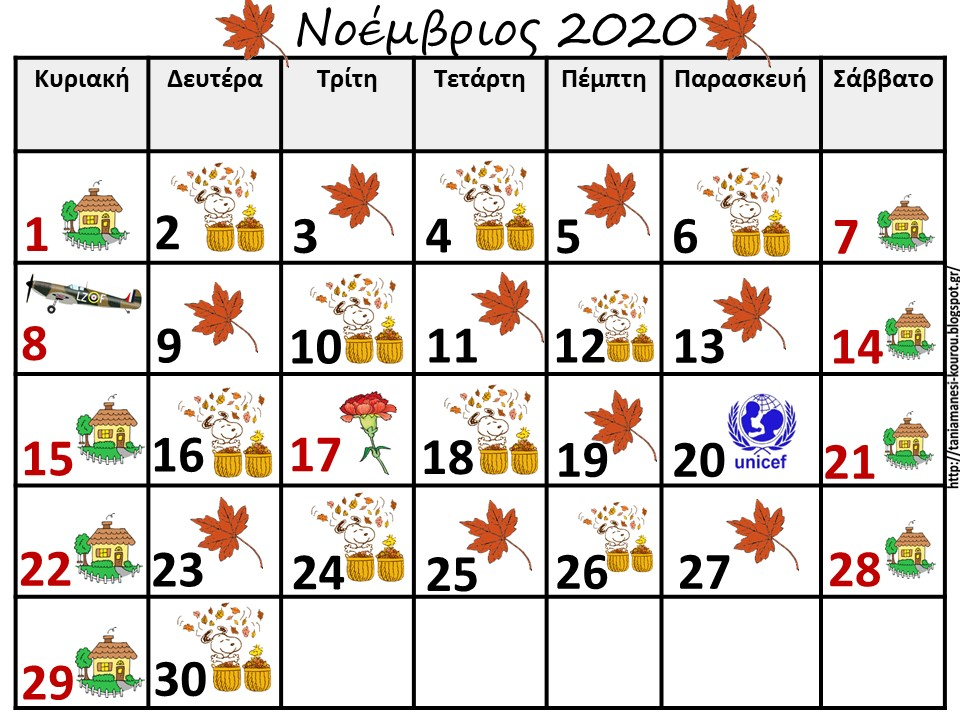 Νοέμβριος 2020
Κυριακή Δευτέρα Τρίτη Τετάρτη Πέμπτη Παρασκευή Σάββατο
1 2 3 4 5 6 7
LZ F
8 9 10 11 12 13 14
15 16 17 18 19 20 unicef 21
22 23 24 25 26 27 28
29 30
http://taniamanesi-kourou.blogspot.gr/